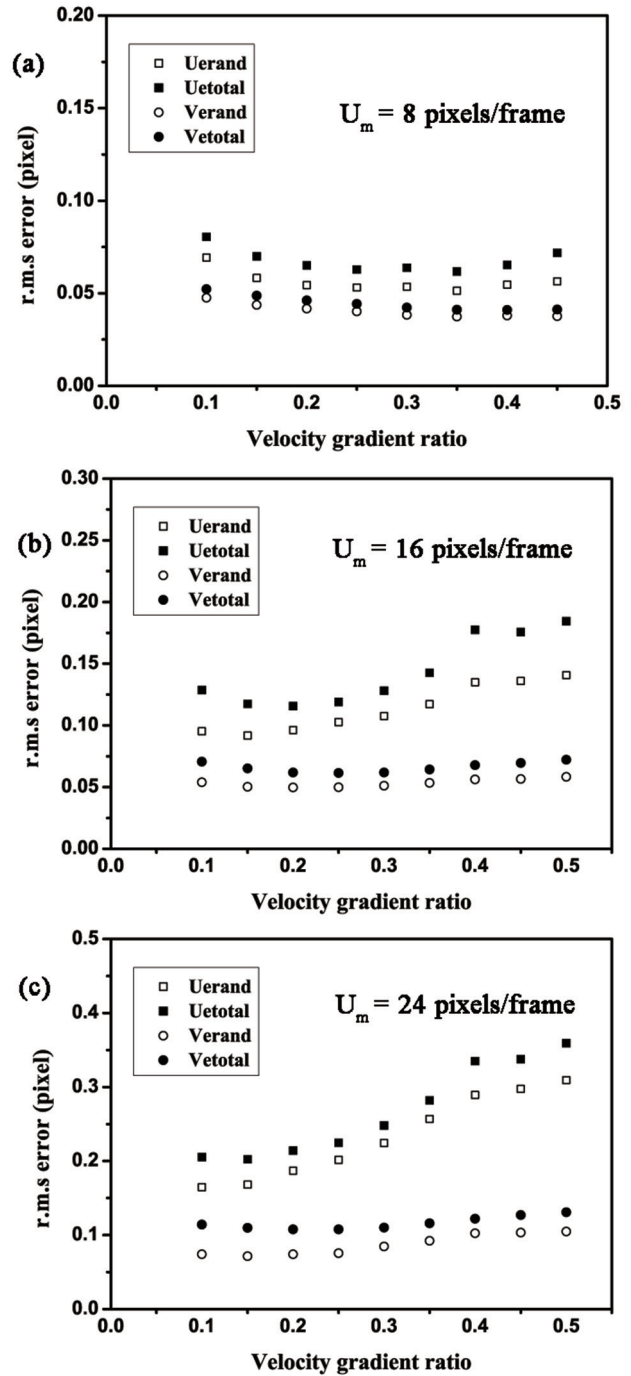 (a)
0.20
0.15
0.10
0.05
0.00
r.m.s error (pixel)
Uerand
Uetotal
Verand
Vetotal
U_m = 8 pixels/frame
0.0 0.1 0.2 0.3 0.4 0.5
Velocity gradient ratio
(b)
0.30
0.25
0.20
0.15
0.10
0.05
0.00
r.m.s error (pixel)
Uerand
Uetotal
Verand
Vetotal
U_m = 16 pixels/frame
0.0 0.1 0.2 0.3 0.4 0.5
Velocity gradient ratio
(c)
0.5
0.4
0.3
0.2
0.1
0.0
r.m.s error (pixel)
Uerand
Uetotal
Verand
Vetotal
U_m = 24 pixels/frame
0.0 0.1 0.2 0.3 0.4 0.5
Velocity gradient ratio